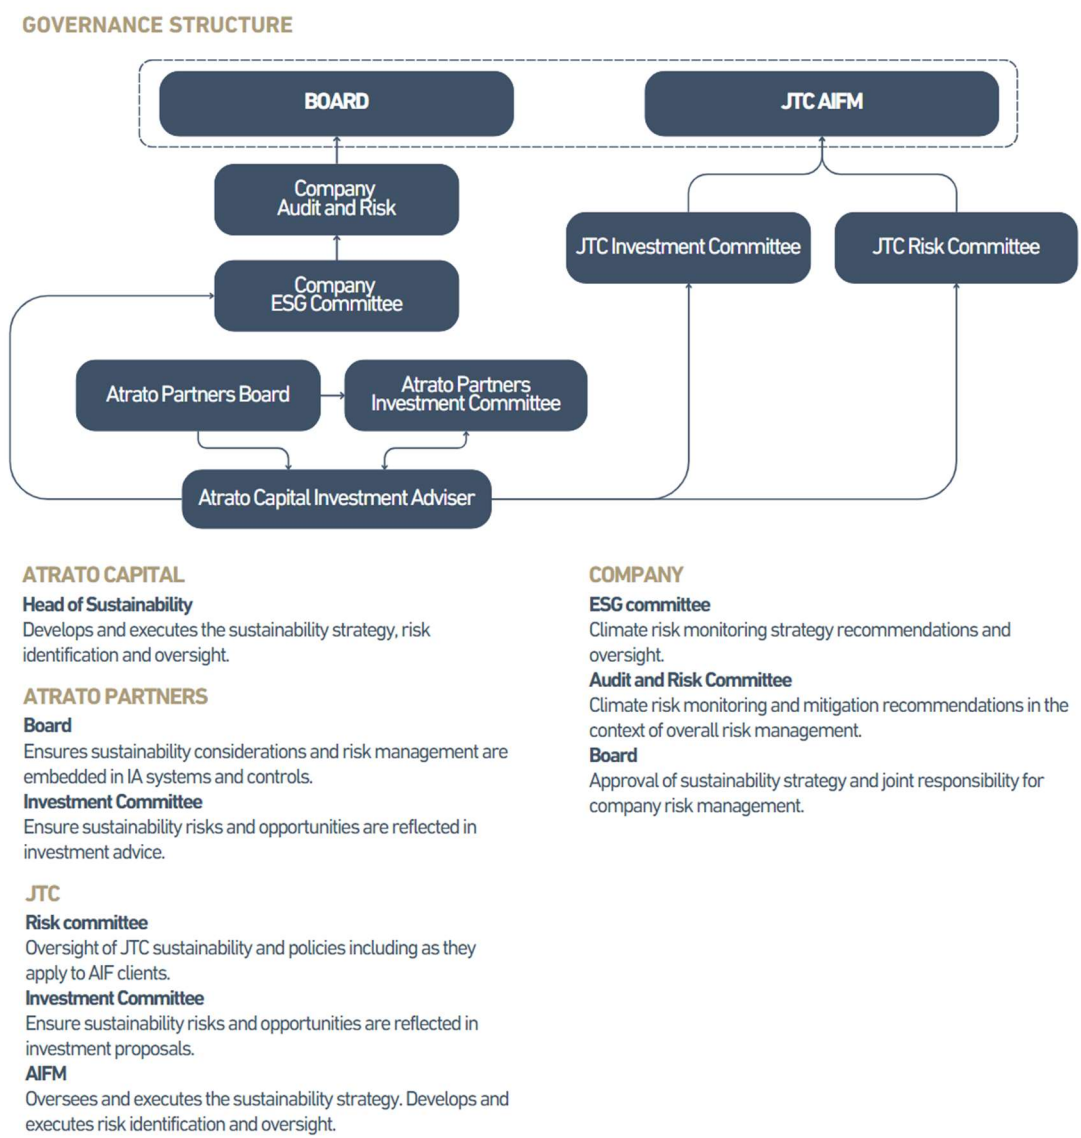 GOVERNANCE STRUCTURE
BOARD
JTC AIFM
Company
Audit and Risk
JTC Investment Committee
JTC Risk Committee
Company
ESG Committee
Atrato Partners Board
Atrato Partners
Investment Committee
Atrato Capital Investment Adviser
ATRATO CAPITAL
Head of Sustainability
Develops and executes the sustainability strategy, risk
identification and oversight.
ATRATO PARTNERS
Board
Ensures sustainability considerations and risk management are
embedded in IA systems and controls.
Investment Committee
Ensure sustainability risks and opportunities are reflected in
investment advice.
JTC
Risk committee
Oversight of JTC sustainability and policies including as they
apply to AIF clients.
Investment Committee
Ensure sustainability risks and opportunities are reflected in
investment proposals.
AIFM
Oversees and executes the sustainability strategy. Develops and
executes risk identification and oversight.
COMPANY
ESG committee
Climate risk monitoring strategy recommendations and
oversight.
Audit and Risk Committee
Climate risk monitoring and mitigation recommendations in the
context of overall risk management.
Board
Approval of sustainability strategy and joint responsibility for
company risk management.